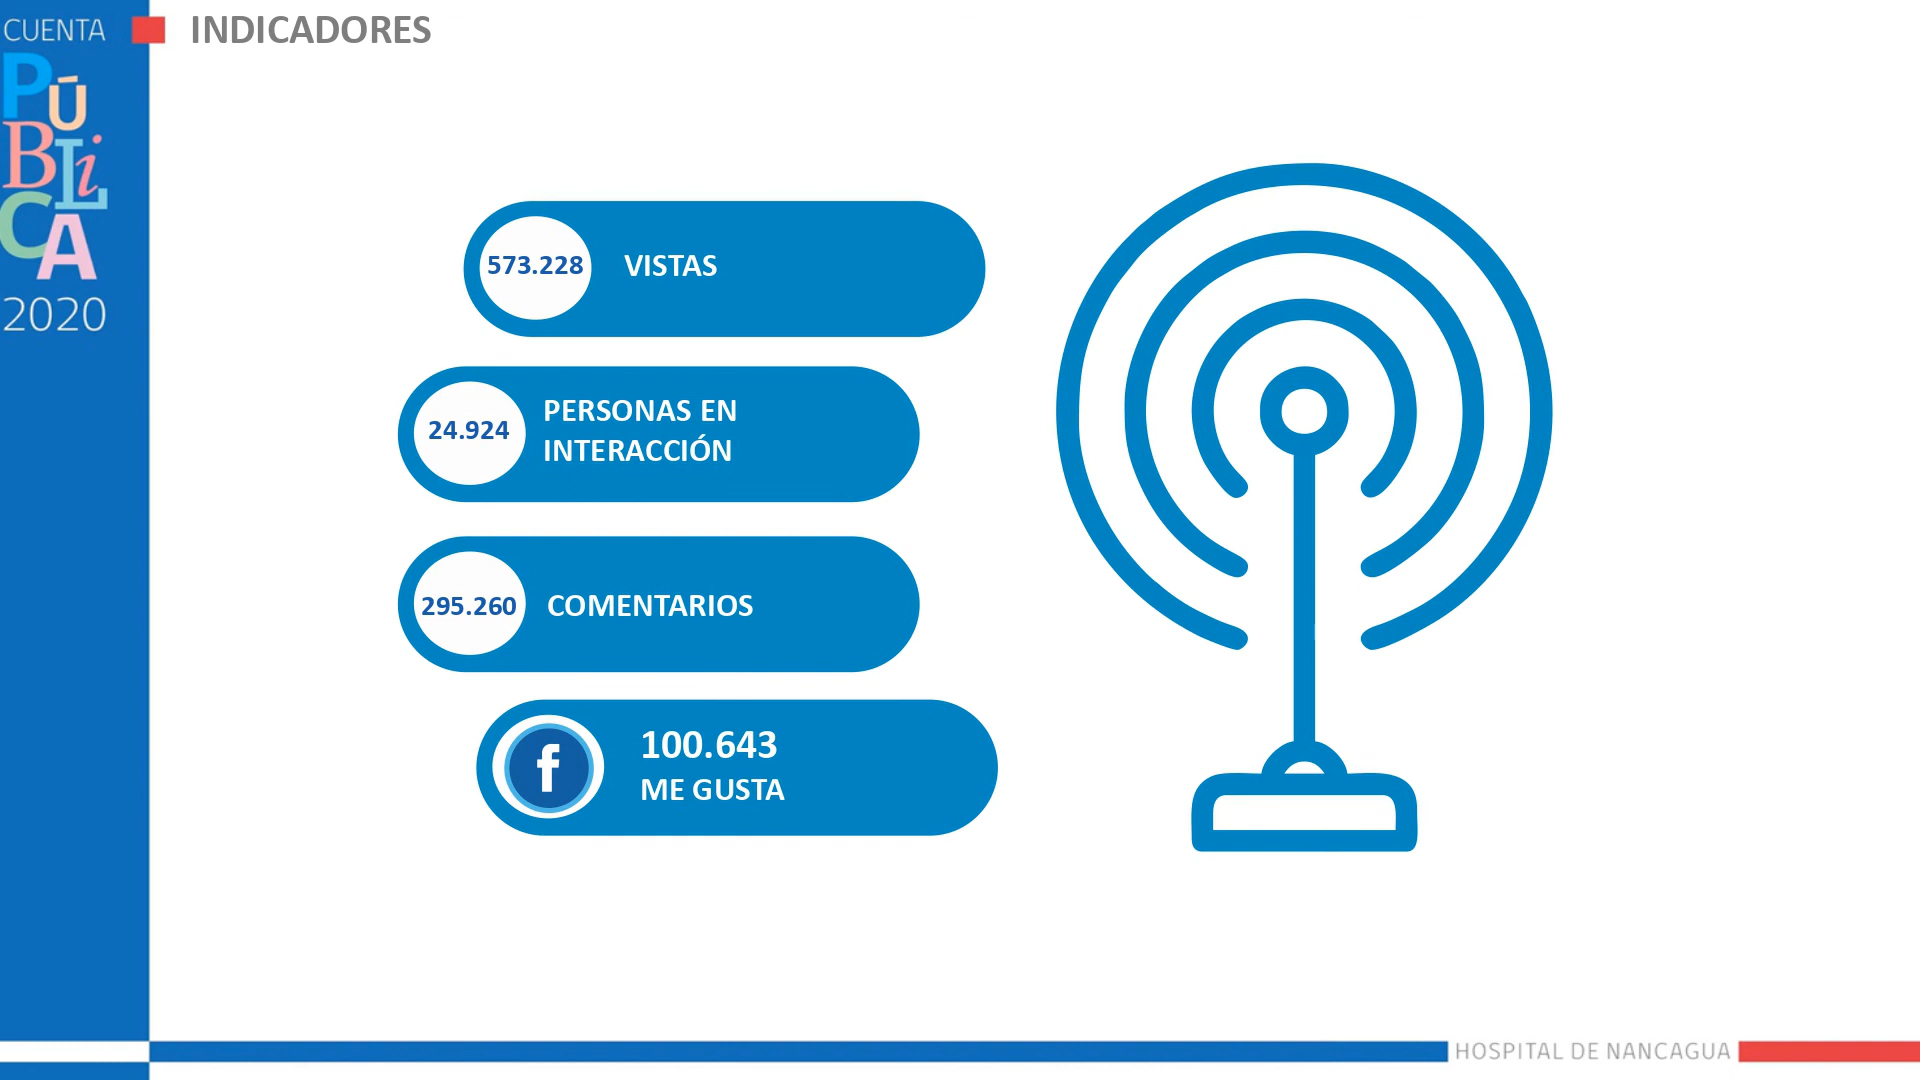 CUENTA
PÚBLiCA
2020
INDICADORES
573.228 VISTAS
24.924 PERSONAS EN
INTERACCIÓN
295.260 COMENTARIOS
f 100.643
ME GUSTA
HOSPITAL DE NANCAGUA